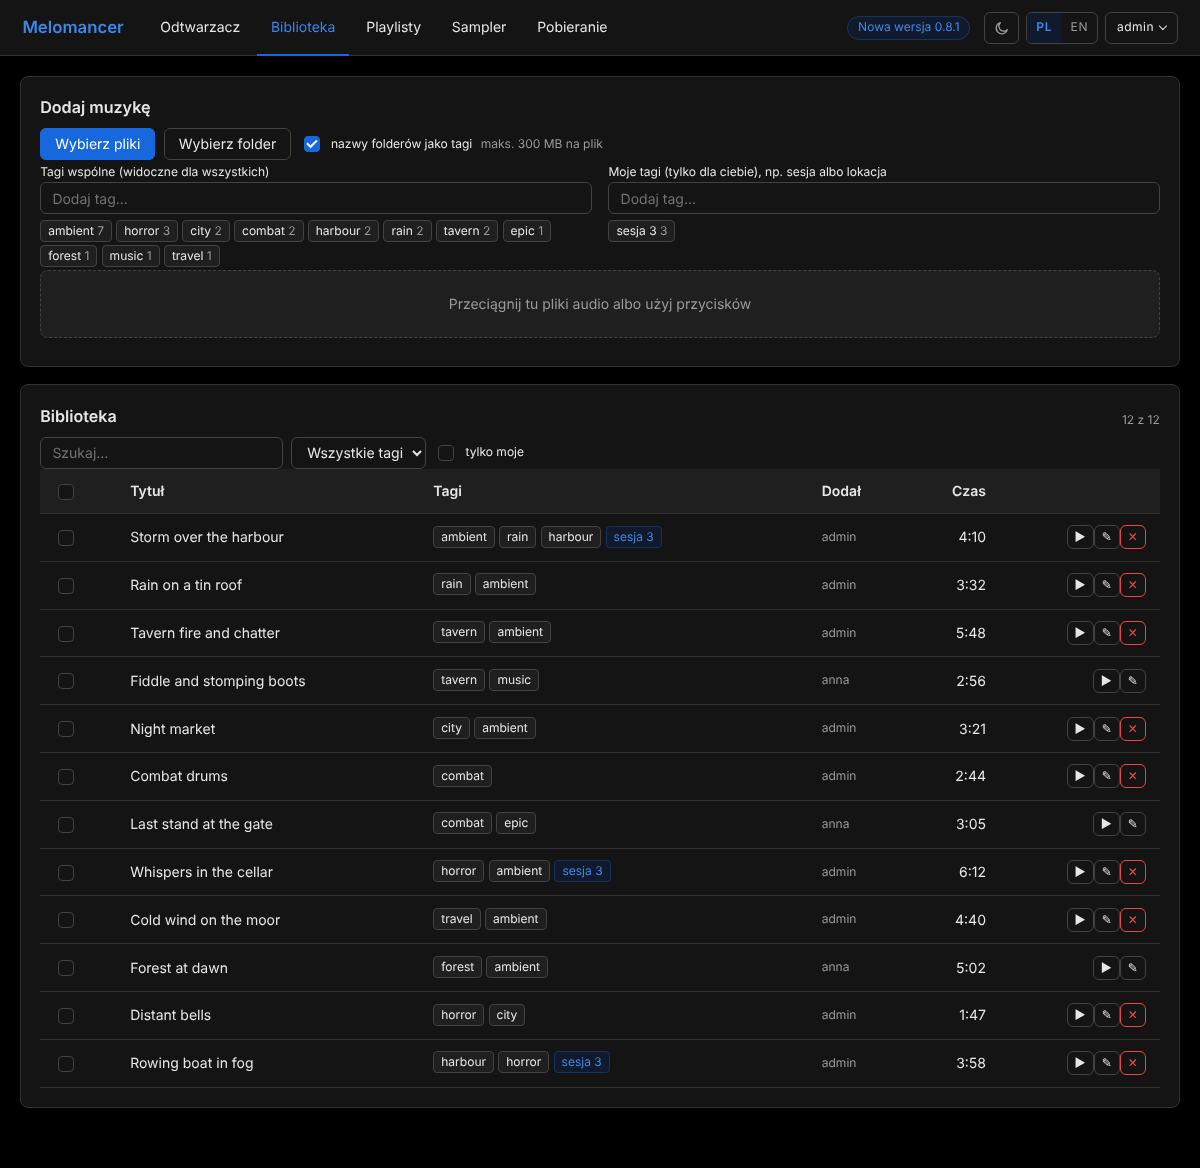 Melomancer Odtwarzacz Biblioteka Playlisty Sampler Pobieranie Nowa wersja 0.8.1 PL EN admin
Dodaj muzykę
Wybierz pliki Wybierz folder nazwy folderów jako tagi maks. 300 MB na plik
Tagi wspólne (widoczne dla wszystkich) Moje tagi (tylko dla ciebie), np. sesja albo lokacja
Dodaj tag... Dodaj tag...
ambient 7 horror 3 city 2 combat 2 harbour 2 rain 2 tavern 2 epic 1 sesja 3 3
forest 1 music 1 travel 1
Przeciągnij tu pliki audio albo użyj przycisków
Biblioteka 12 z 12
Szukaj... Wszystkie tagi tylko moje
Tytuł Tagi Dodał Czas
Storm over the harbour ambient rain harbour sesja 3 admin 4:10
Rain on a tin roof rain ambient admin 3:32
Tavern fire and chatter tavern ambient admin 5:48
Fiddle and stomping boots tavern music anna 2:56
Night market city ambient admin 3:21
Combat drums combat admin 2:44
Last stand at the gate combat epic anna 3:05
Whispers in the cellar horror ambient sesja 3 admin 6:12
Cold wind on the moor travel ambient admin 4:40
Forest at dawn forest ambient anna 5:02
Distant bells horror city admin 1:47
Rowing boat in fog harbour horror sesja 3 admin 3:58